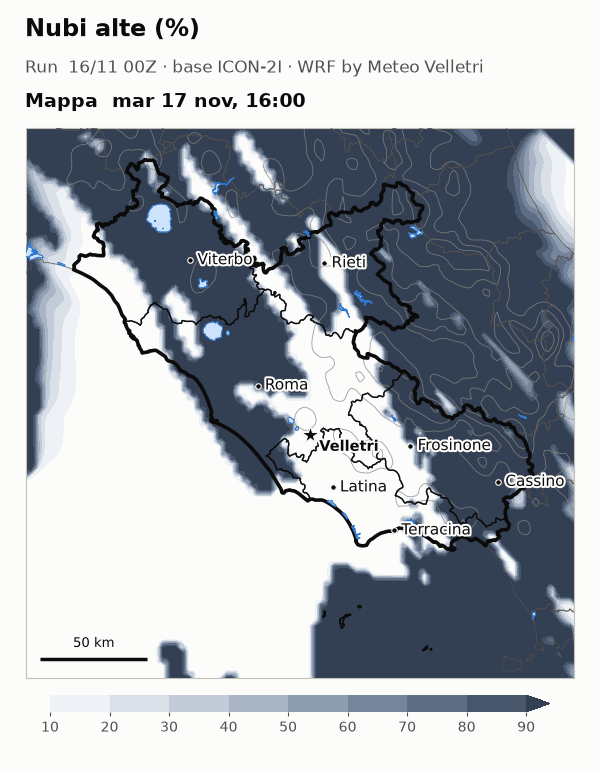 Nubi alte (%)
Run  16/11 00Z · base ICON-2I · WRF by Meteo Velletri
Mappa  mar 17 nov, 16:00
Viterbo
Rieti
Roma
Velletri
Frosinone
Cassino
Latina
Terracina
50 km
10 20 30 40 50 60 70 80 90